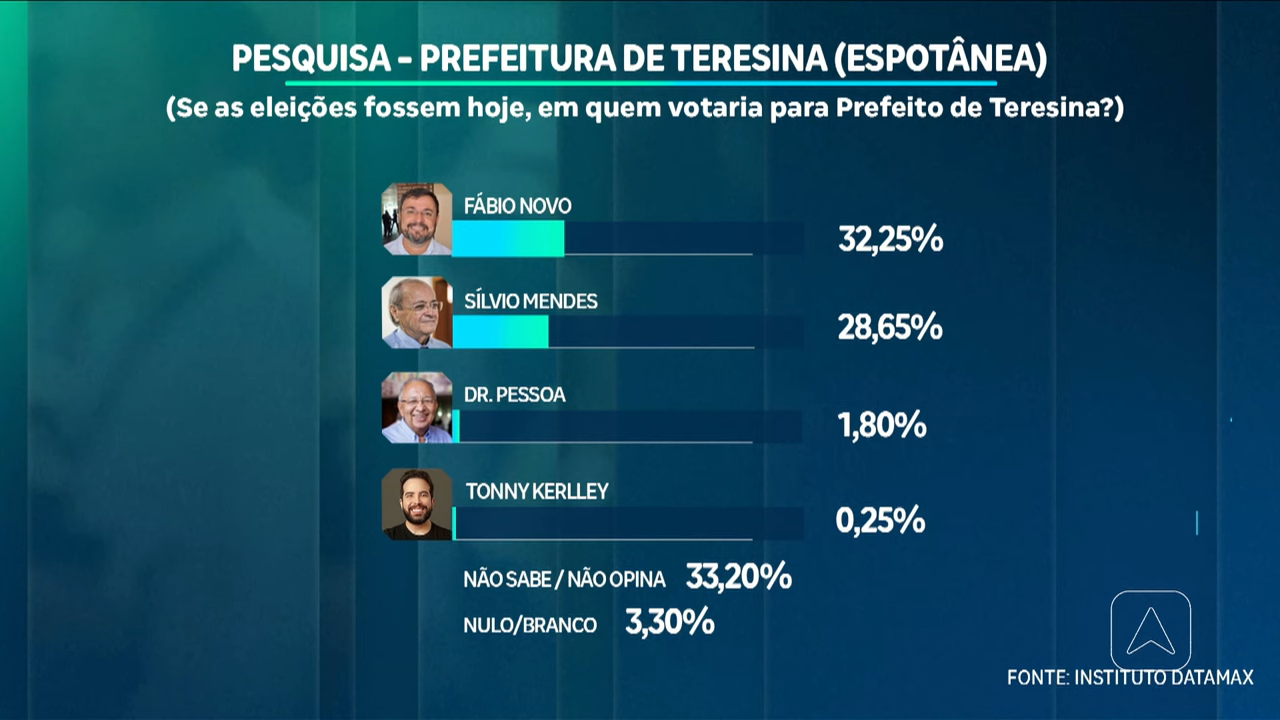 PESQUISA – PREFEITURA DE TERESINA (ESPOTÂNEA)
(Se as eleições fossem hoje, em quem votaria para Prefeito de Teresina?)
FÁBIO NOVO
32,25%
SÍLVIO MENDES
28,65%
DR. PESSOA
1,80%
TONNY KERLLEY
0,25%
NÃO SABE / NÃO OPINA 33,20%
NULO/BRANCO 3,30%
FONTE: INSTITUTO DATAMAX